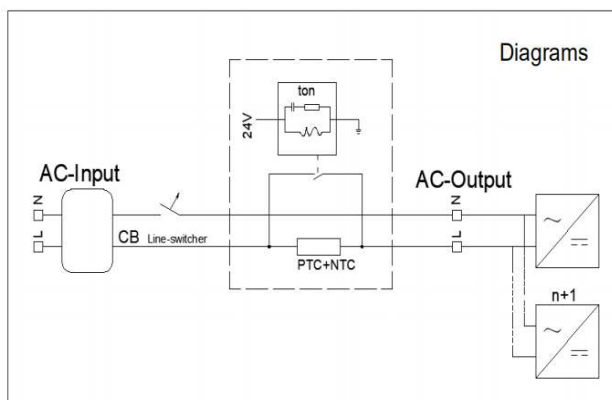 Diagrams
ton
24V
AC-Input
N
L
CB Line-switcher
PTC+NTC
AC-Output
N
L
n+1